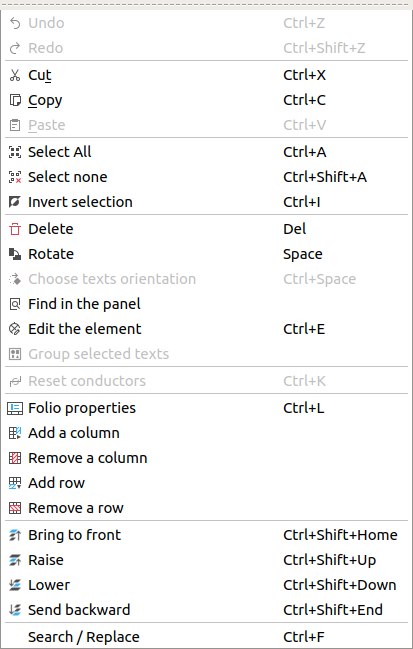 Undo Ctrl+Z
Redo Ctrl+Shift+Z
Cut Ctrl+X
Copy Ctrl+C
Paste Ctrl+V
Select All Ctrl+A
Select none Ctrl+Shift+A
Invert selection Ctrl+I
Delete Del
Rotate Space
Choose texts orientation Ctrl+Space
Find in the panel
Edit the element Ctrl+E
Group selected texts
Reset conductors Ctrl+K
Folio properties Ctrl+L
Add a column
Remove a column
Add row
Remove a row
Bring to front Ctrl+Shift+Home
Raise Ctrl+Shift+Up
Lower Ctrl+Shift+Down
Send backward Ctrl+Shift+End
Search / Replace Ctrl+F